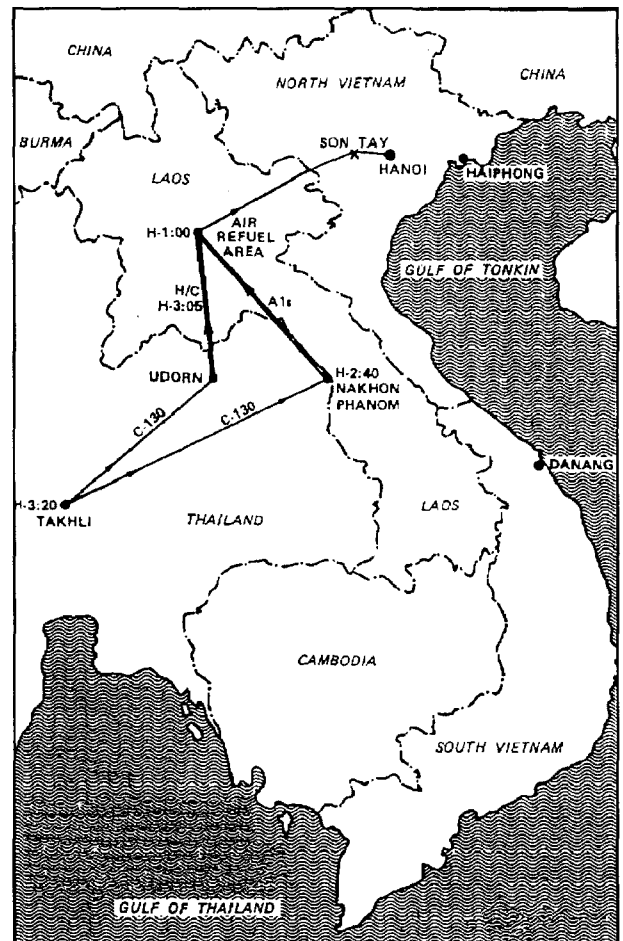 CHINA
NORTH VIETNAM
CHINA
BURMA
SON TAY
HANOI
HAIPHONG
LAOS
H-1:00
AIR
REFUEL
AREA
GULF OF TONKIN
H/C
H-3:05
A1s
UDORN
H-2:40
NAKHON
PHANOM
C-130
C-130
DANANG
H-3:20
TAKHLI
THAILAND
LAOS
CAMBODIA
SOUTH VIETNAM
GULF OF THAILAND